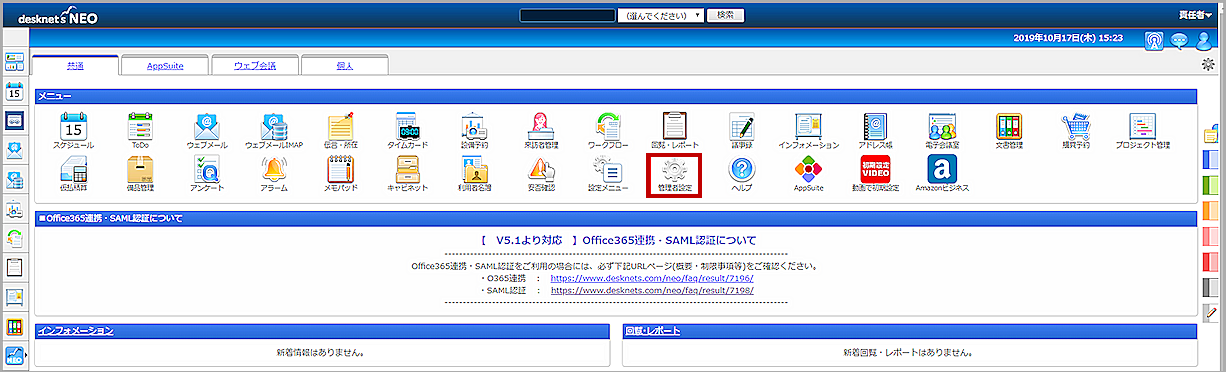 desknet's NEO
(選んでください)
検索
責任者
2019年10月17日(木) 15:23
共通
AppSuite
ウェブ会議
個人
メニュー
スケジュール
ToDo
ウェブメール
ウェブメールIMAP
伝言・所在
タイムカード
設備予約
来訪者管理
ワークフロー
回覧・レポート
議事録
インフォメーション
アドレス帳
電子会議室
文書管理
購買予約
プロジェクト管理
仮払精算
備品管理
アンケート
アラーム
メモパッド
キャビネット
利用者名簿
安否確認
設定メニュー
管理者設定
ヘルプ
AppSuite
動画で初期設定
Amazonビジネス
15
15
09:00
初期設定
VIDEO
a
NEO
■Office365連携・SAML認証について
【 V5.1より対応 】Office365連携・SAML認証について
Office365連携・SAML認証をご利用の場合には、必ず下記URLページ(概要・制限事項等)をご確認ください。
・O365連携 : https://www.desknets.com/neo/faq/result/7196/
・SAML認証 : https://www.desknets.com/neo/faq/result/7198/
インフォメーション
新着情報はありません。
回覧・レポート
新着回覧・レポートはありません。